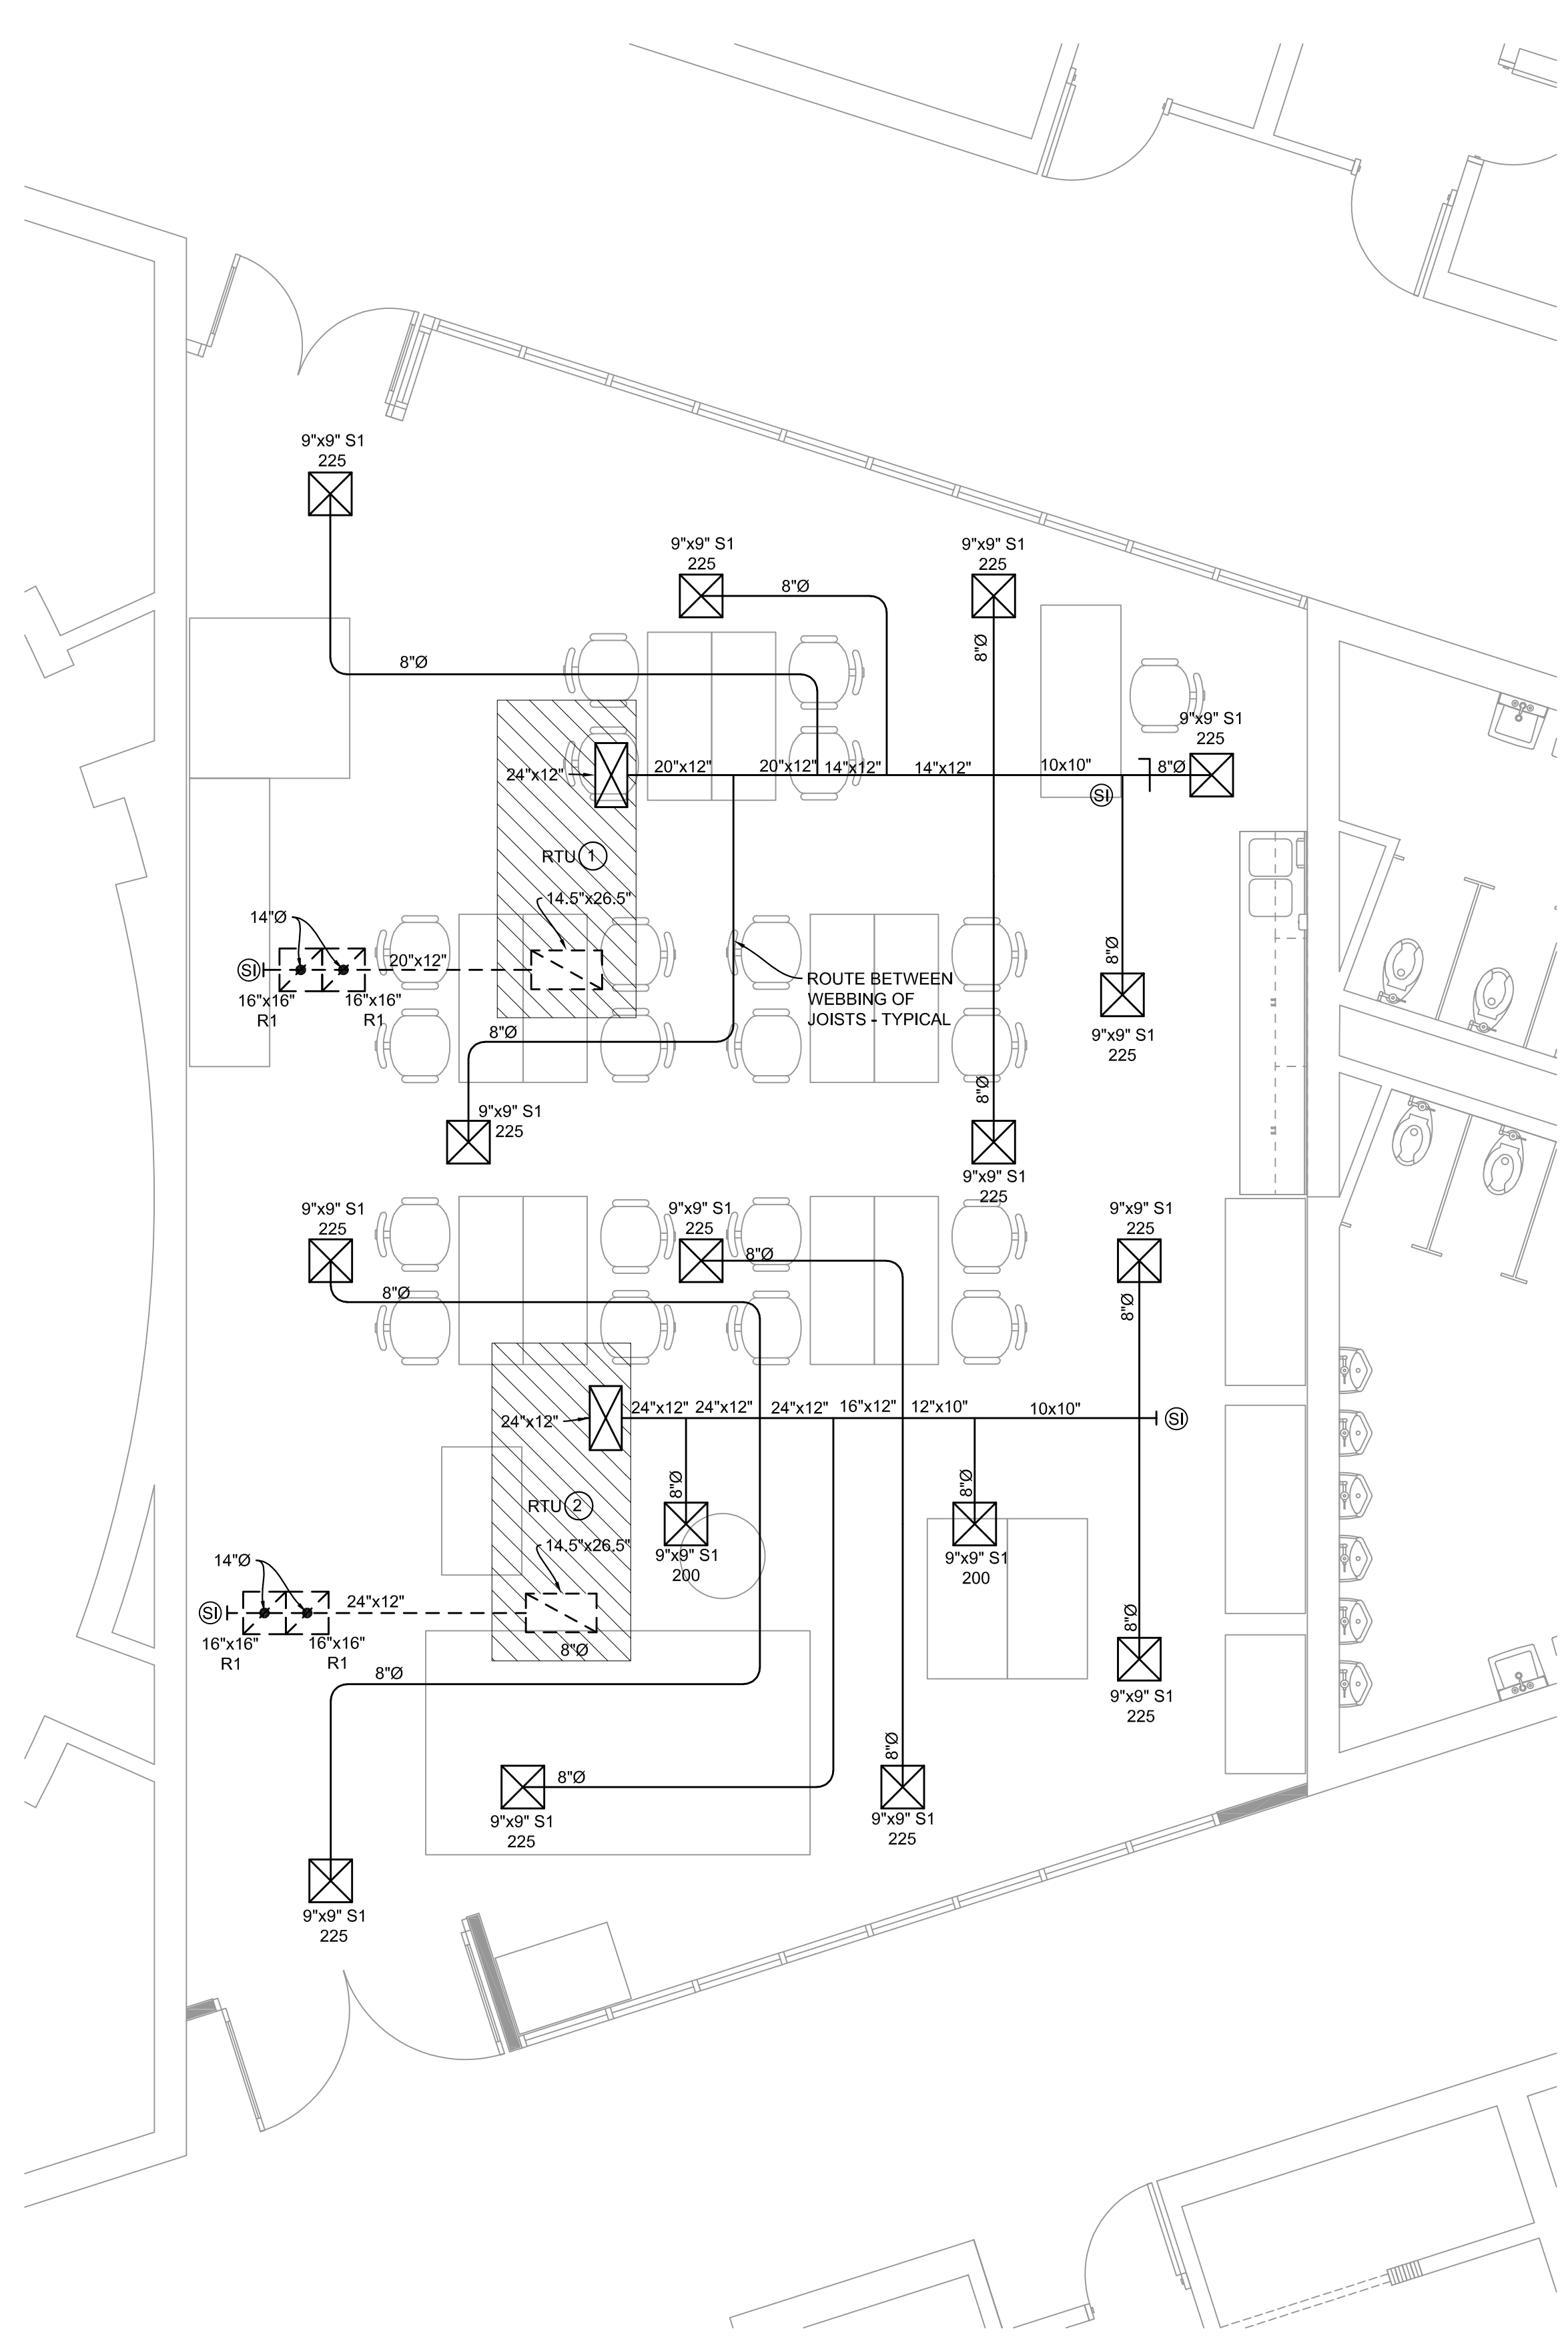 9"x9" S1
225
9"x9" S1
225
9"x9" S1
225
8"Ø
8"Ø
8"Ø
9"x9" S1
225
24"x12"
20"x12"
20"x12"
14"x12"
14"x12"
10x10"
8"Ø
SI
RTU 1
14.5"x26.5"
14"Ø
SI
20"x12"
16"x16"
R1
16"x16"
R1
ROUTE BETWEEN
WEBBING OF
JOISTS - TYPICAL
8"Ø
9"x9" S1
225
8"Ø
9"x9" S1
225
8"Ø
9"x9" S1
225
9"x9" S1
225
9"x9" S1
225
9"x9" S1
225
8"Ø
8"Ø
8"Ø
24"x12"
24"x12"
24"x12"
24"x12"
16"x12"
12"x10"
10x10"
SI
8"Ø
8"Ø
RTU 2
14.5"x26.5"
9"x9" S1
200
9"x9" S1
200
14"Ø
SI
24"x12"
16"x16"
R1
16"x16"
R1
8"Ø
8"Ø
8"Ø
9"x9" S1
225
8"Ø
8"Ø
9"x9" S1
225
9"x9" S1
225
9"x9" S1
225